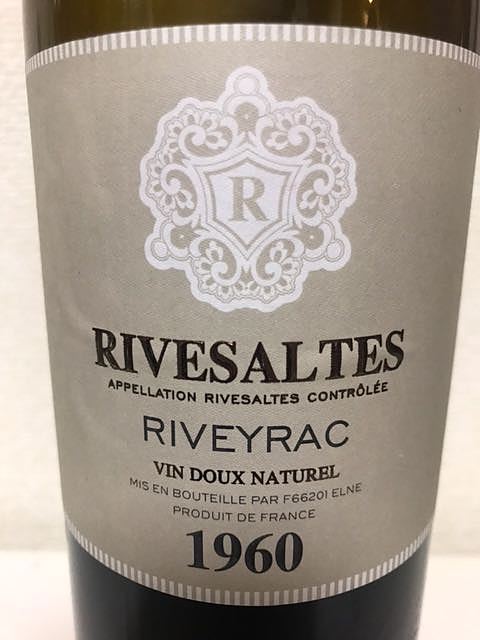 R
RIVESALTES
APPELLATION RIVESALTES CONTRÔLÉE
RIVEYRAC
VIN DOUX NATUREL
MIS EN BOUTEILLE PAR F66201 ELNE
PRODUIT DE FRANCE
1960